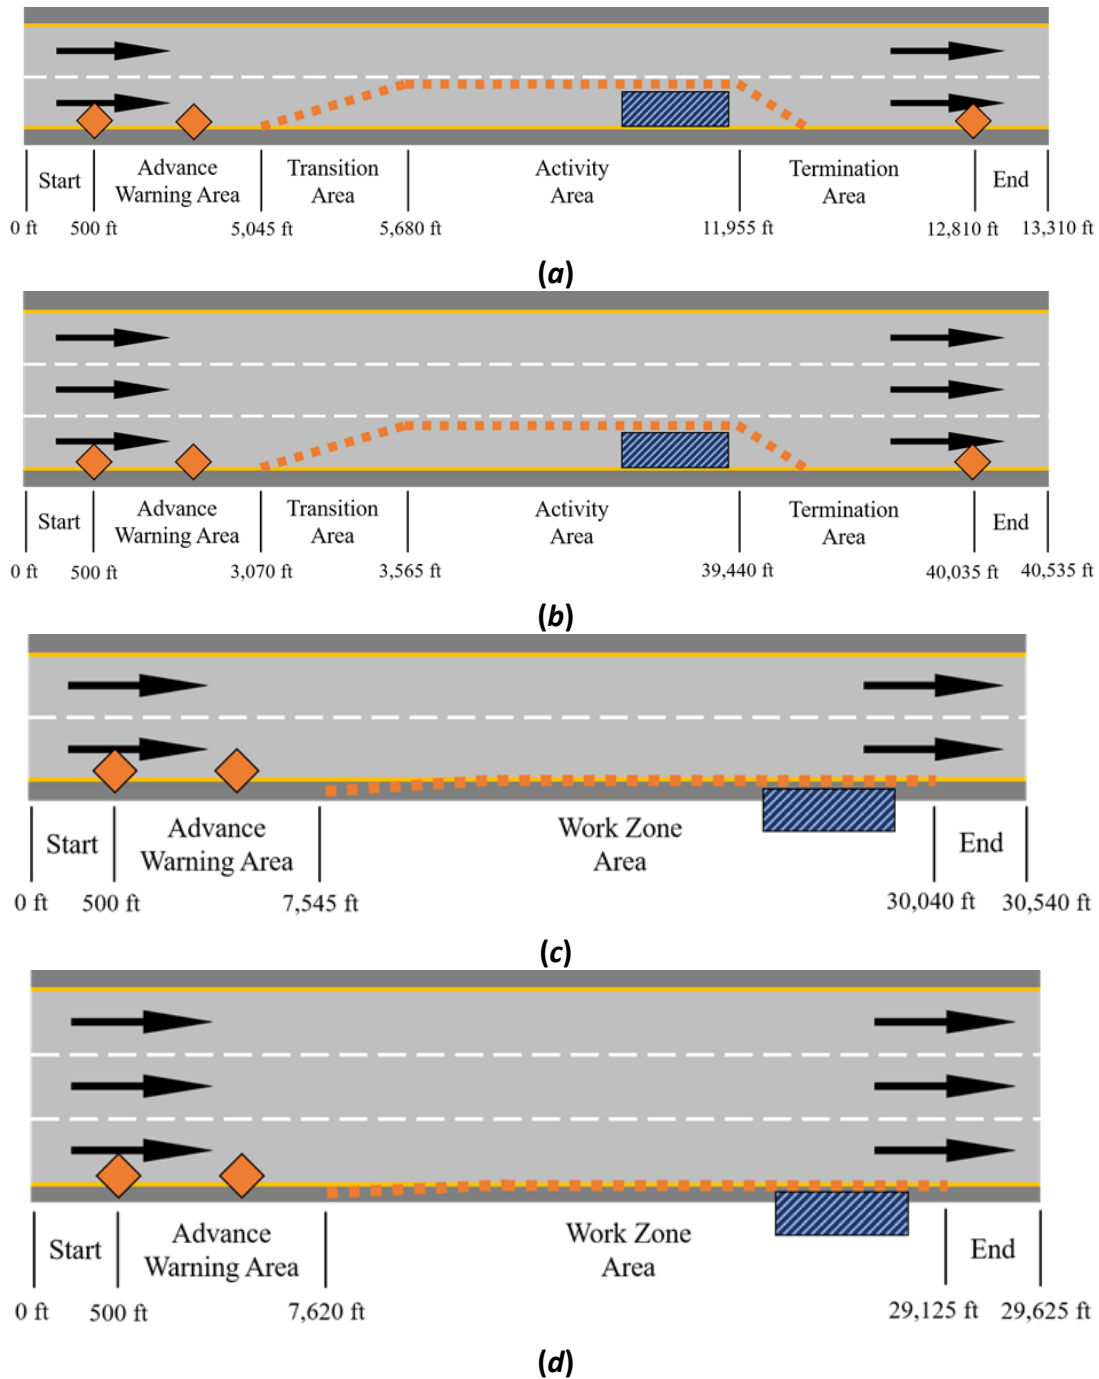 Start
Advance
Warning Area
Transition
Area
Activity
Area
Termination
Area
End
0 ft
500 ft
5,045 ft
5,680 ft
11,955 ft
12,810 ft
13,310 ft
(a)
Start
Advance
Warning Area
Transition
Area
Activity
Area
Termination
Area
End
0 ft
500 ft
3,070 ft
3,565 ft
39,440 ft
40,035 ft
40,535 ft
(b)
Start
Advance
Warning Area
Work Zone
Area
End
0 ft
500 ft
7,545 ft
30,040 ft
30,540 ft
(c)
Start
Advance
Warning Area
Work Zone
Area
End
0 ft
500 ft
7,620 ft
29,125 ft
29,625 ft
(d)